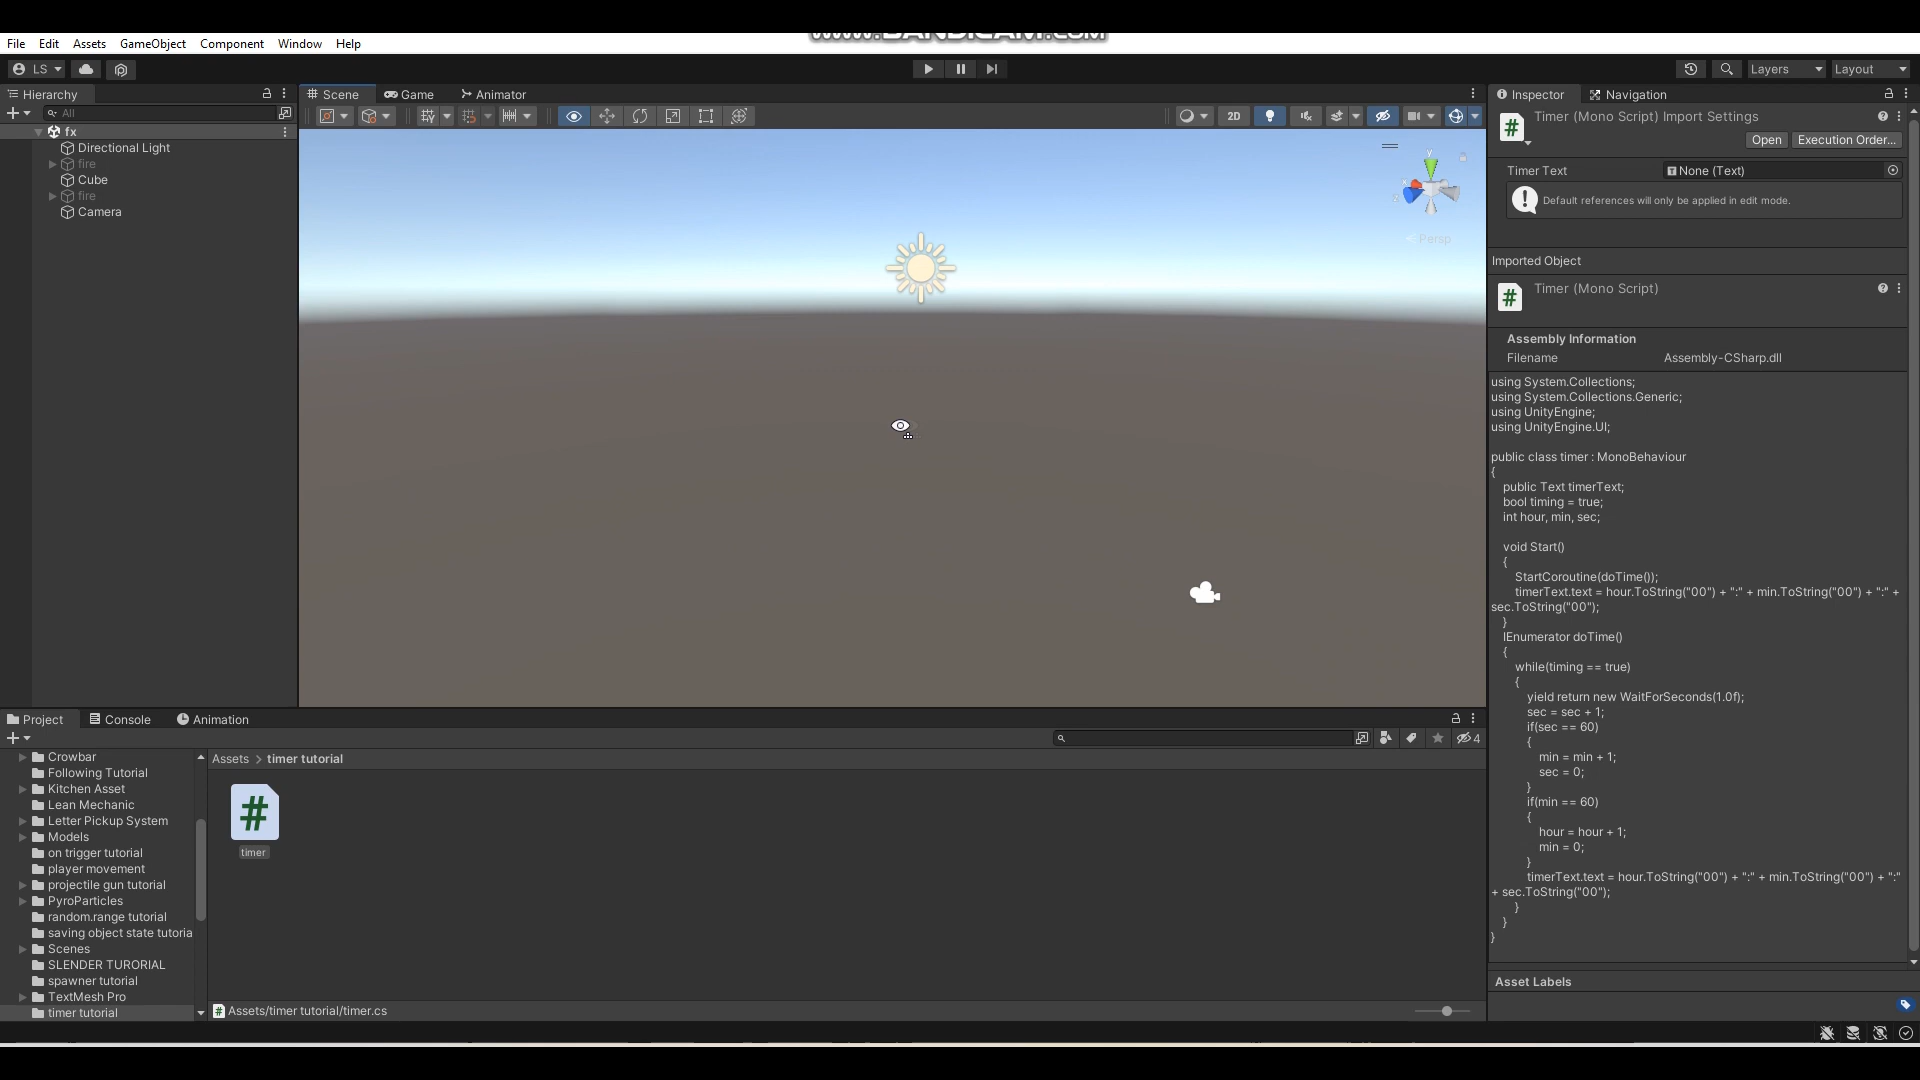 www.BANDICAM.com
File Edit Assets GameObject Component Window Help
LS
Layers
Layout
Hierarchy
All
fx
Directional Light
fire
Cube
fire
Camera
Scene Game Animator
2D
y
x
z
Persp
Inspector Navigation
Timer (Mono Script) Import Settings
Open Execution Order...
Timer Text None (Text)
Default references will only be applied in edit mode.
Imported Object
Timer (Mono Script)
Assembly Information
Filename Assembly-CSharp.dll
using System.Collections;
using System.Collections.Generic;
using UnityEngine;
using UnityEngine.UI;
public class timer : MonoBehaviour
{
public Text timerText;
bool timing = true;
int hour, min, sec;
void Start()
{
StartCoroutine(doTime());
timerText.text = hour.ToString("00") + ":" + min.ToString("00") + ":" +
sec.ToString("00");
}
IEnumerator doTime()
{
while(timing == true)
{
yield return new WaitForSeconds(1.0f);
sec = sec + 1;
if(sec == 60)
{
min = min + 1;
sec = 0;
}
if(min == 60)
{
hour = hour + 1;
min = 0;
}
timerText.text = hour.ToString("00") + ":" + min.ToString("00") + ":"
+ sec.ToString("00");
}
}
}
Asset Labels
Project Console Animation
4
Crowbar
Following Tutorial
Kitchen Asset
Lean Mechanic
Letter Pickup System
Models
on trigger tutorial
player movement
projectile gun tutorial
PyroParticles
random.range tutorial
saving object state tutoria
Scenes
SLENDER TURORIAL
spawner tutorial
TextMesh Pro
timer tutorial
Assets > timer tutorial
#
timer
Assets/timer tutorial/timer.cs